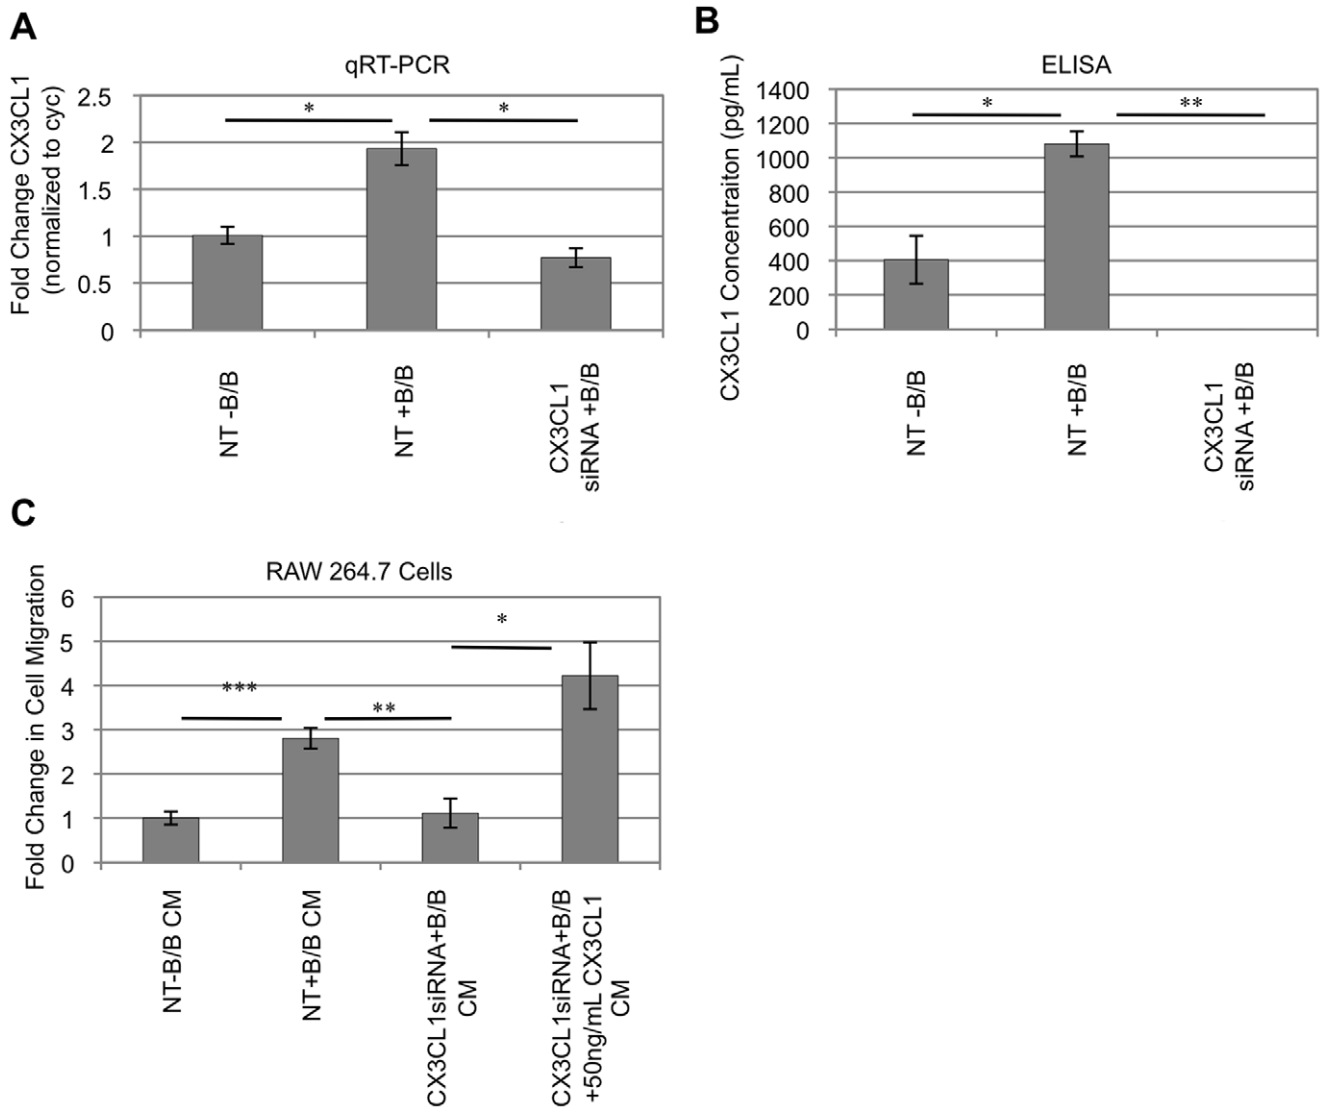 A
qRT-PCR
Fold Change CX3CL1
(normalized to cyc)
2.5
2
1.5
1
0.5
0
*
*
NT -B/B
NT +B/B
CX3CL1
siRNA +B/B
B
ELISA
CX3CL1 Concentraiton (pg/mL)
1400
1200
1000
800
600
400
200
0
*
**
NT -B/B
NT +B/B
CX3CL1
siRNA +B/B
C
RAW 264.7 Cells
Fold Change in Cell Migration
6
5
4
3
2
1
0
***
**
*
NT-B/B CM
NT+B/B CM
CX3CL1siRNA+B/B
CM
CX3CL1siRNA+B/B
+50ng/mL CX3CL1
CM